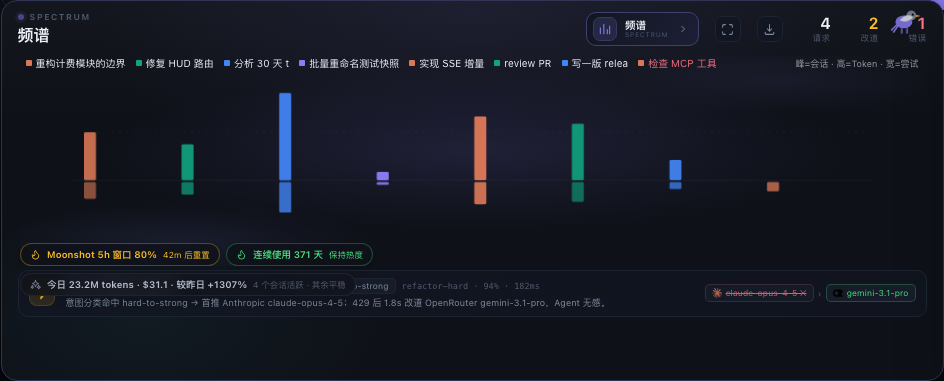 SPECTRUM
频谱
频谱
SPECTRUM
4
请求
2
改道
1
错误
重构计费模块的边界 修复 HUD 路由 分析 30 天 t 批量重命名测试快照 实现 SSE 增量 review PR 写一版 relea 检查 MCP 工具
峰=会话 · 高=Token · 宽=尝试
Moonshot 5h 窗口 80% 42m 后重置
连续使用 371 天 保持热度
今日 23.2M tokens · $31.1 · 较昨日 +1307% 4 个会话活跃 · 其余平稳
o-strong refactor-hard · 94% · 182ms
意图分类命中 hard-to-strong → 首推 Anthropic claude-opus-4-5；429 后 1.8s 改道 OpenRouter gemini-3.1-pro，Agent 无感。
claude-opus-4-5 ✕ › gemini-3.1-pro